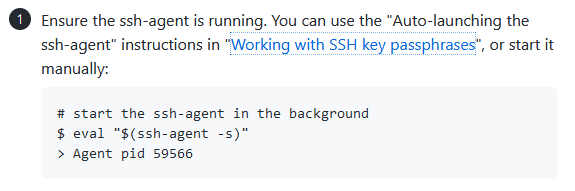 1 Ensure the ssh-agent is running. You can use the "Auto-launching the
ssh-agent" instructions in "Working with SSH key passphrases", or start it
manually:
# start the ssh-agent in the background
$ eval "$(ssh-agent -s)"
> Agent pid 59566